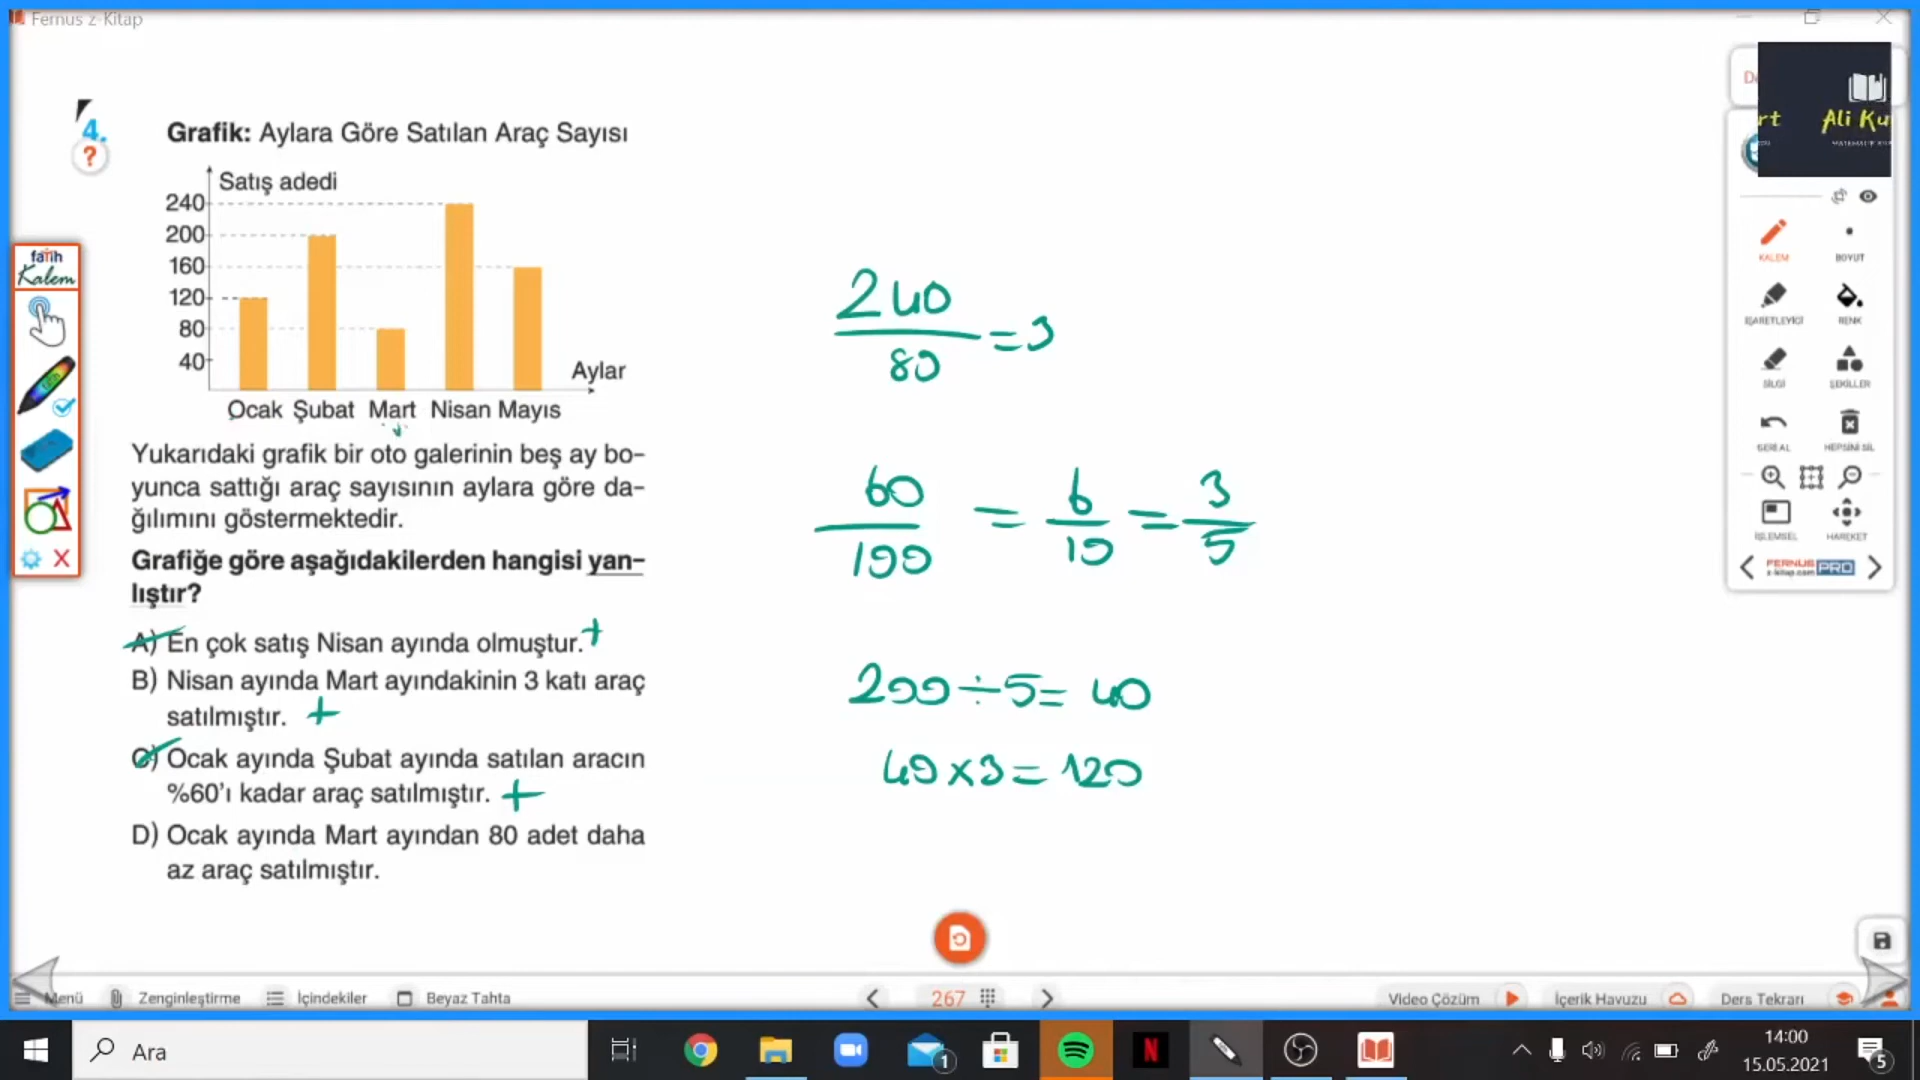 Fernus z-Kitap
4.
?
Grafik: Aylara Göre Satılan Araç Sayısı
Satış adedi
240
200
160
120
80
40
Aylar
Ocak Şubat Mart Nisan Mayıs
Yukarıdaki grafik bir oto galerinin beş ay bo-
yunca sattığı araç sayısının aylara göre da-
ğılımını göstermektedir.
Grafiğe göre aşağıdakilerden hangisi yan-
lıştır?
A) En çok satış Nisan ayında olmuştur. +
B) Nisan ayında Mart ayındakinin 3 katı araç
satılmıştır. +
C) Ocak ayında Şubat ayında satılan aracın
%60'ı kadar araç satılmıştır. +
D) Ocak ayında Mart ayından 80 adet daha
az araç satılmıştır.
240
80
=3
60
100
=
6
10
=
3
5
200÷5= 40
40×3=120
fatih
Kalem
Ali Ku
KALEM
BOYUT
İŞARETLEYİCİ
RENK
SİLGİ
ŞEKİLLER
GERİ AL
HEPSİNİ SİL
İŞLEMSEL
HAREKET
FERNUS PRO
z-kitap.com
Menü
Zenginleştirme
İçindekiler
Beyaz Tahta
267
Video Çözüm
İçerik Havuzu
Ders Tekrarı
Ara
1
N
14:00
15.05.2021
5